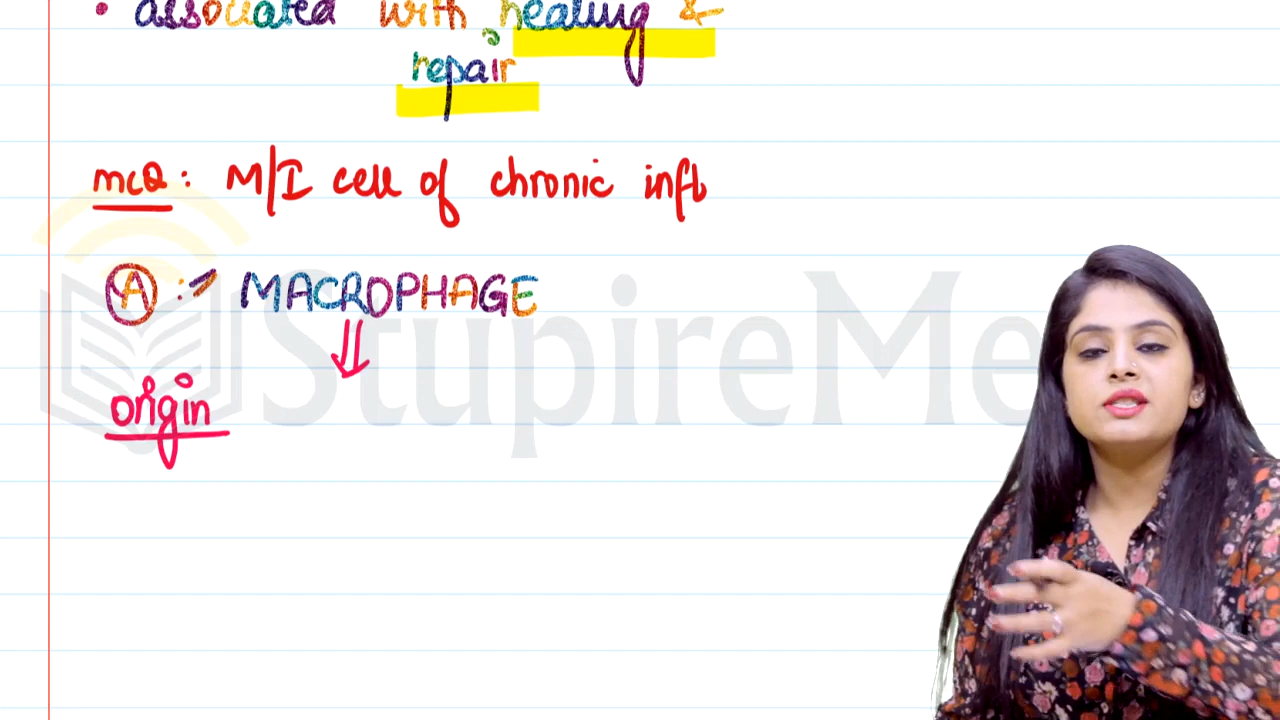 • associated with healing &
repair
mcQ: M/I cell of chronic infl
A :- MACROPHAGE
origin
StupireMe